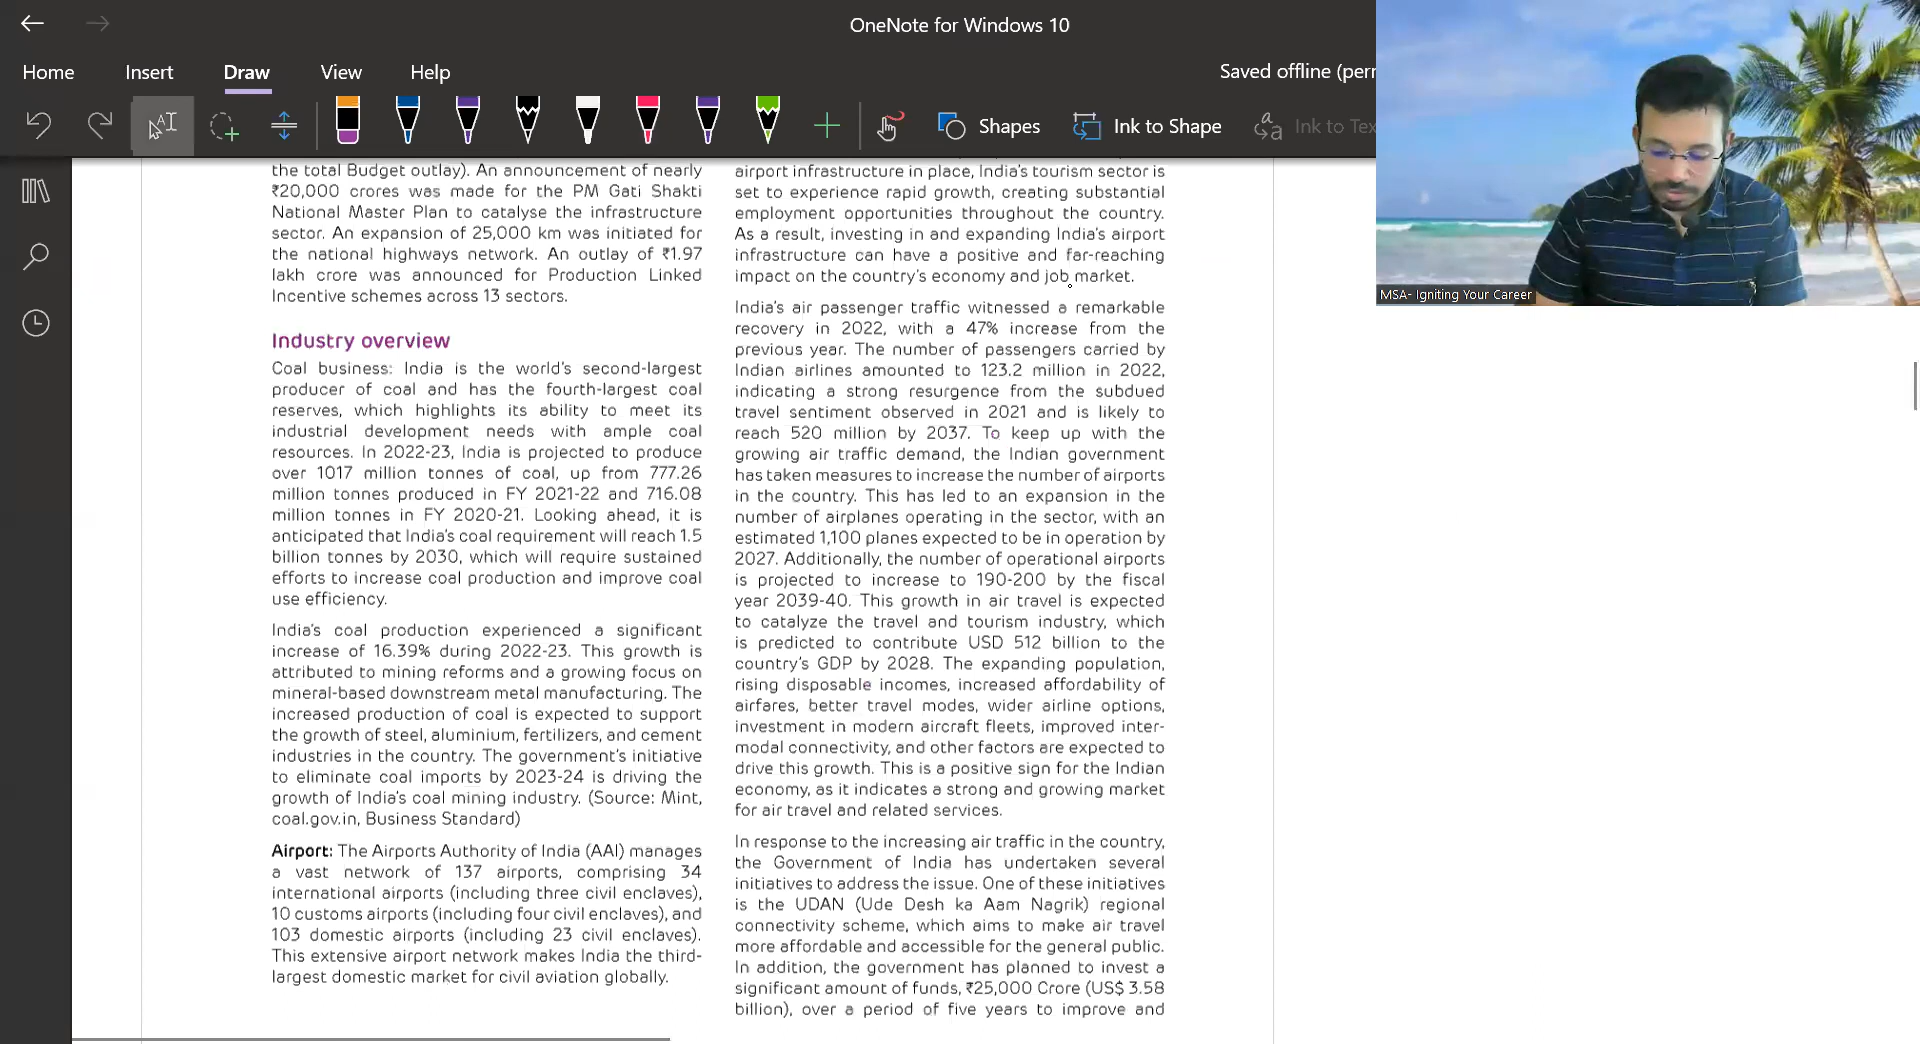 OneNote for Windows 10
Home Insert Draw View Help
Saved offline (perr
Shapes Ink to Shape Ink to Tex
MSA- Igniting Your Career
the total Budget outlay). An announcement of nearly
₹20,000 crores was made for the PM Gati Shakti
National Master Plan to catalyse the infrastructure
sector. An expansion of 25,000 km was initiated for
the national highways network. An outlay of ₹1.97
lakh crore was announced for Production Linked
Incentive schemes across 13 sectors.
Industry overview
Coal business: India is the world's second-largest
producer of coal and has the fourth-largest coal
reserves, which highlights its ability to meet its
industrial development needs with ample coal
resources. In 2022-23, India is projected to produce
over 1017 million tonnes of coal, up from 777.26
million tonnes produced in FY 2021-22 and 716.08
million tonnes in FY 2020-21. Looking ahead, it is
anticipated that India's coal requirement will reach 1.5
billion tonnes by 2030, which will require sustained
efforts to increase coal production and improve coal
use efficiency.
India's coal production experienced a significant
increase of 16.39% during 2022-23. This growth is
attributed to mining reforms and a growing focus on
mineral-based downstream metal manufacturing. The
increased production of coal is expected to support
the growth of steel, aluminium, fertilizers, and cement
industries in the country. The government's initiative
to eliminate coal imports by 2023-24 is driving the
growth of India's coal mining industry. (Source: Mint,
coal.gov.in, Business Standard)
Airport: The Airports Authority of India (AAI) manages
a vast network of 137 airports, comprising 34
international airports (including three civil enclaves),
10 customs airports (including four civil enclaves), and
103 domestic airports (including 23 civil enclaves).
This extensive airport network makes India the third-
largest domestic market for civil aviation globally.
airport infrastructure in place, India's tourism sector is
set to experience rapid growth, creating substantial
employment opportunities throughout the country.
As a result, investing in and expanding India's airport
infrastructure can have a positive and far-reaching
impact on the country's economy and job market.
India's air passenger traffic witnessed a remarkable
recovery in 2022, with a 47% increase from the
previous year. The number of passengers carried by
Indian airlines amounted to 123.2 million in 2022,
indicating a strong resurgence from the subdued
travel sentiment observed in 2021 and is likely to
reach 520 million by 2037. To keep up with the
growing air traffic demand, the Indian government
has taken measures to increase the number of airports
in the country. This has led to an expansion in the
number of airplanes operating in the sector, with an
estimated 1,100 planes expected to be in operation by
2027. Additionally, the number of operational airports
is projected to increase to 190-200 by the fiscal
year 2039-40. This growth in air travel is expected
to catalyze the travel and tourism industry, which
is predicted to contribute USD 512 billion to the
country's GDP by 2028. The expanding population,
rising disposable incomes, increased affordability of
airfares, better travel modes, wider airline options,
investment in modern aircraft fleets, improved inter-
modal connectivity, and other factors are expected to
drive this growth. This is a positive sign for the Indian
economy, as it indicates a strong and growing market
for air travel and related services.
In response to the increasing air traffic in the country,
the Government of India has undertaken several
initiatives to address the issue. One of these initiatives
is the UDAN (Ude Desh ka Aam Nagrik) regional
connectivity scheme, which aims to make air travel
more affordable and accessible for the general public.
In addition, the government has planned to invest a
significant amount of funds, ₹25,000 Crore (US$ 3.58
billion), over a period of five years to improve and